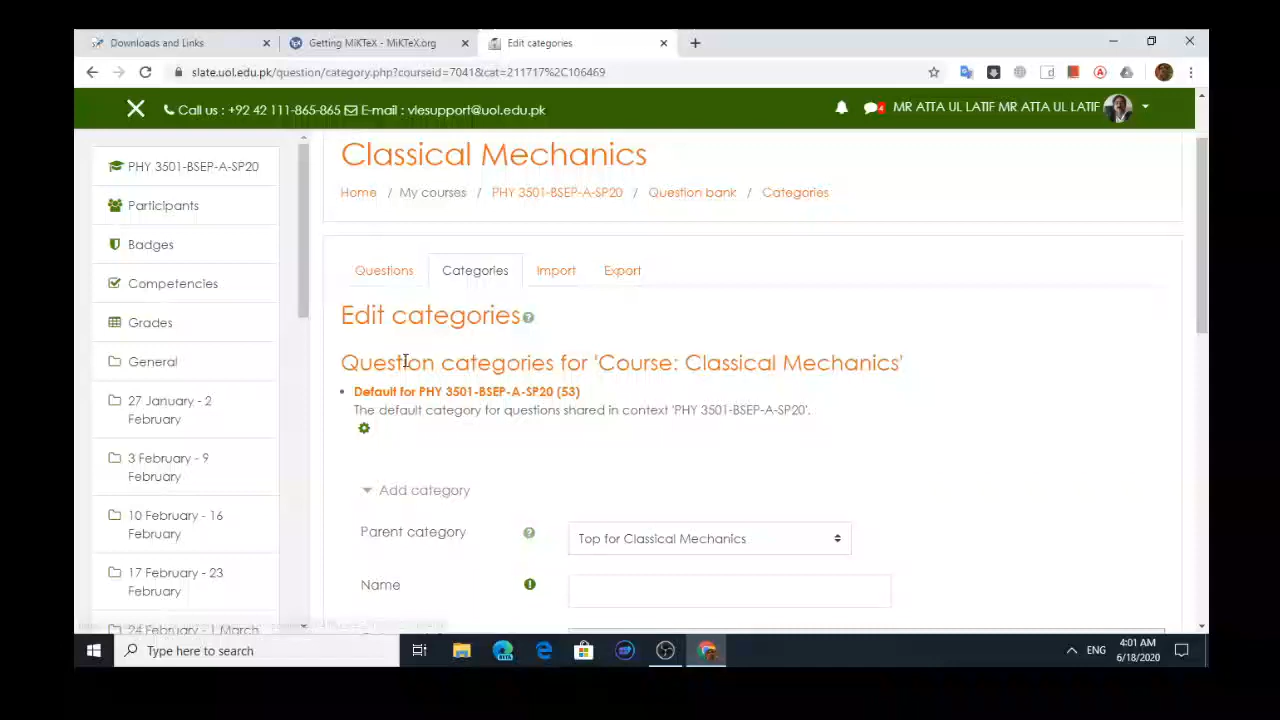 Downloads and Links
Getting MiKTeX - MiKTeX.org
Edit categories
slate.uol.edu.pk/question/category.php?courseid=7041&cat=211717%2C106469
Call us : +92 42 111-865-865 E-mail : vlesupport@uol.edu.pk
4
MR ATTA UL LATIF MR ATTA UL LATIF
PHY 3501-BSEP-A-SP20
Participants
Badges
Competencies
Grades
General
27 January - 2
February
3 February - 9
February
10 February - 16
February
17 February - 23
February
24 February - 1 March
Classical Mechanics
Home / My courses / PHY 3501-BSEP-A-SP20 / Question bank / Categories
Questions
Categories
Import
Export
Edit categories
Question categories for 'Course: Classical Mechanics'
Default for PHY 3501-BSEP-A-SP20 (53)
The default category for questions shared in context 'PHY 3501-BSEP-A-SP20'.
Add category
Parent category
Top for Classical Mechanics
Name
Type here to search
ENG
4:01 AM
6/18/2020